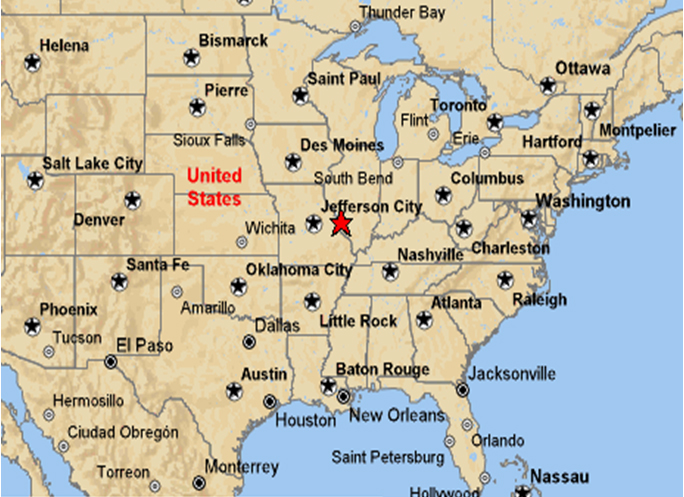 Thunder Bay
Helena
Bismarck
Ottawa
Saint Paul
Pierre
Toronto
Flint
Montpelier
Sioux Falls
Erie
Hartford
Des Moines
Salt Lake City
United
States
South Bend
Columbus
Jefferson City
Washington
Denver
Wichita
Nashville
Charleston
Santa Fe
Oklahoma City
Raleigh
Amarillo
Atlanta
Phoenix
Little Rock
Dallas
Tucson
El Paso
Baton Rouge
Austin
Jacksonville
Hermosillo
Houston
New Orleans
Ciudad Obregón
Orlando
Saint Petersburg
Torreon
Monterrey
Nassau
Hollywood